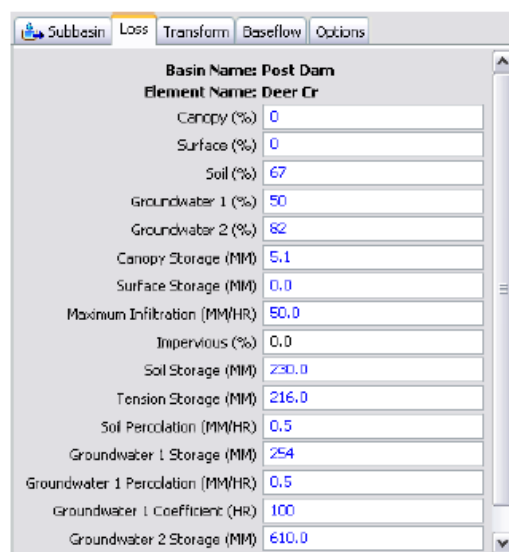 Subbasin Loss Transform Baseflow Options
Basin Name: Post Dam
Element Name: Deer Cr
Canopy (%) 0
Surface (%) 0
Soil (%) 67
Groundwater 1 (%) 50
Groundwater 2 (%) 82
Canopy Storage (MM) 5.1
Surface Storage (MM) 0.0
Maximum Infiltration (MM/HR) 50.0
Impervious (%) 0.0
Soil Storage (MM) 230.0
Tension Storage (MM) 216.0
Soil Percolation (MM/HR) 0.5
Groundwater 1 Storage (MM) 254
Groundwater 1 Percolation (MM/HR) 0.5
Groundwater 1 Coefficient (HR) 100
Groundwater 2 Storage (MM) 610.0